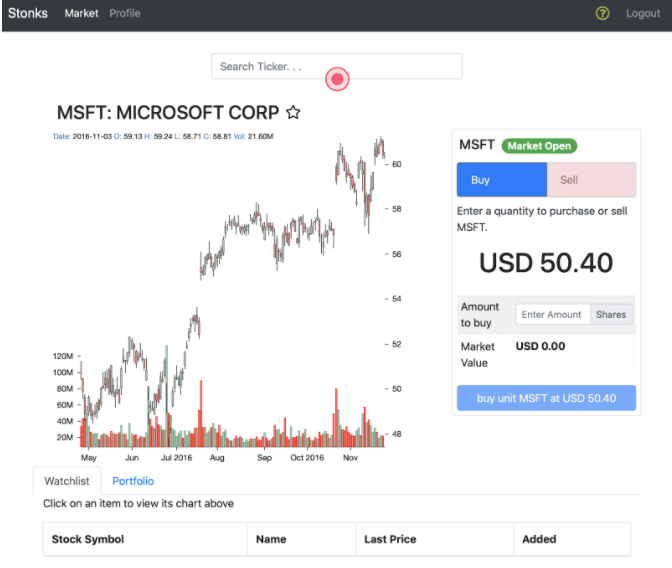 Stonks Market Profile ? Logout
Search Ticker. . .
MSFT: MICROSOFT CORP
Date: 2016-11-03 O: 59.13 H: 59.24 L: 58.71 C: 58.81 Vol: 21.60M
60
58
56
54
52
50
48
120M
100M
80M
60M
40M
20M
May Jun Jul 2016 Aug Sep Oct 2016 Nov
MSFT Market Open
Buy Sell
Enter a quantity to purchase or sell
MSFT.
USD 50.40
Amount
to buy
Enter Amount Shares
Market
Value
USD 0.00
buy unit MSFT at USD 50.40
Watchlist Portfolio
Click on an item to view its chart above
Stock Symbol Name Last Price Added